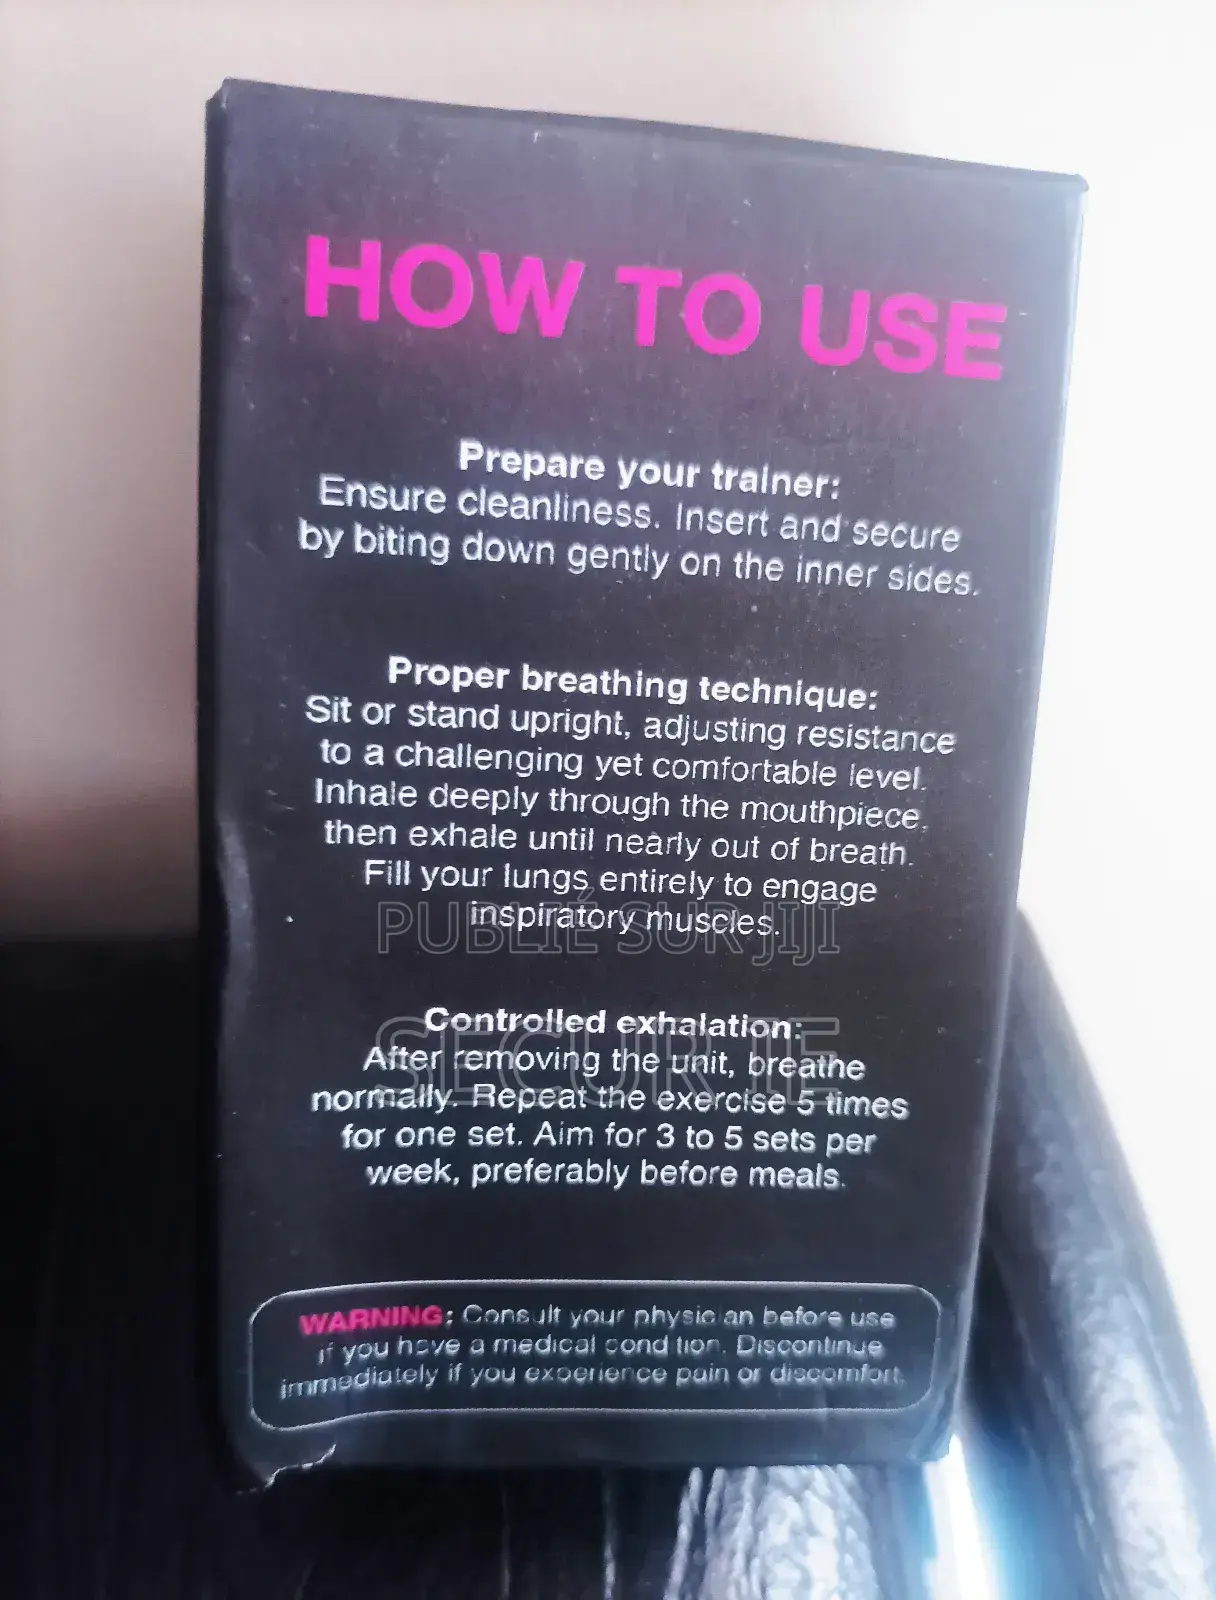 HOW TO USE
Prepare your trainer:
Ensure cleanliness. Insert and secure
by biting down gently on the inner sides.
Proper breathing technique:
Sit or stand upright, adjusting resistance
to a challenging yet comfortable level.
Inhale deeply through the mouthpiece,
then exhale until nearly out of breath.
Fill your lungs entirely to engage
inspiratory muscles.
PUBLIÉ SUR JIJI
Controlled exhalation:
SECUR IE
After removing the unit, breathe
normally. Repeat the exercise 5 times
for one set. Aim for 3 to 5 sets per
week, preferably before meals.
WARNING: Consult your physician before use
if you have a medical condition. Discontinue
immediately if you experience pain or discomfort.